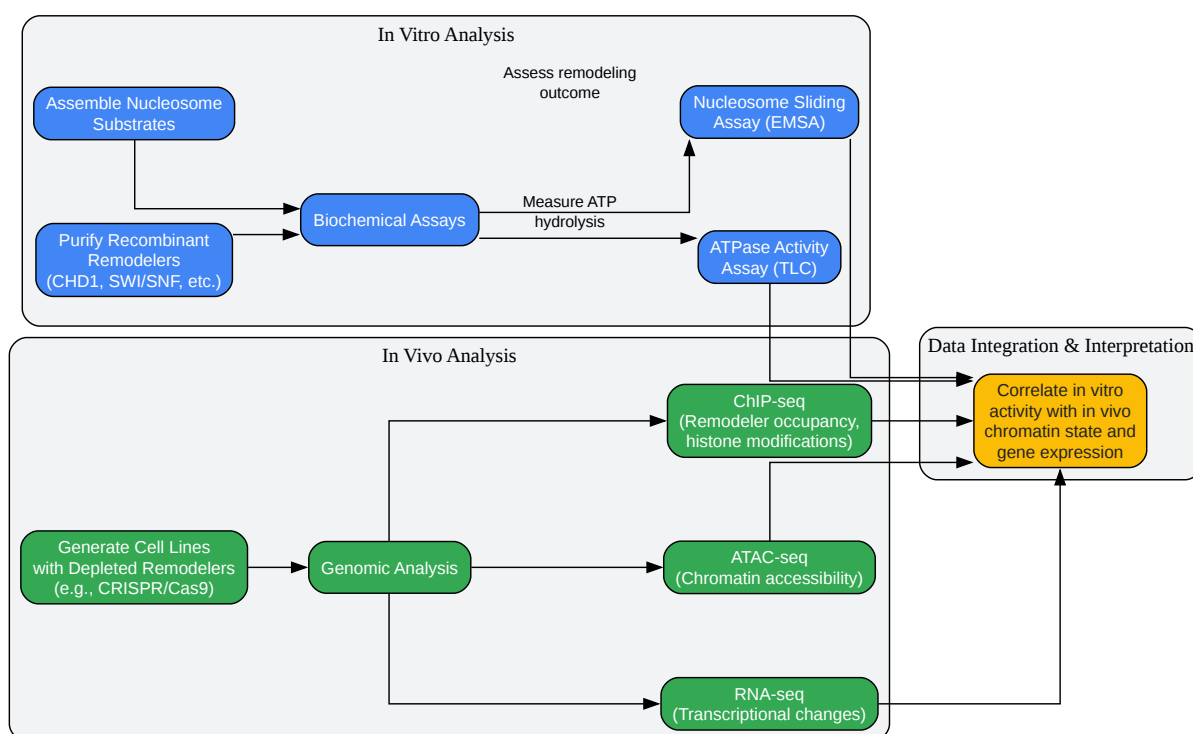 In Vitro Analysis
Assess remodeling
outcome
Assemble Nucleosome
Substrates
Nucleosome Sliding
Assay (EMSA)
Biochemical Assays
Measure ATP
hydrolysis
Purify Recombinant
Remodelers
(CHD1, SWI/SNF, etc.)
ATPase Activity
Assay (TLC)
In Vivo Analysis
Data Integration & Interpretation
ChIP-seq
(Remodeler occupancy,
histone modifications)
Correlate in vitro
activity with in vivo
chromatin state and
gene expression
Generate Cell Lines
with Depleted Remodelers
(e.g., CRISPR/Cas9)
Genomic Analysis
ATAC-seq
(Chromatin accessibility)
RNA-seq
(Transcriptional changes)